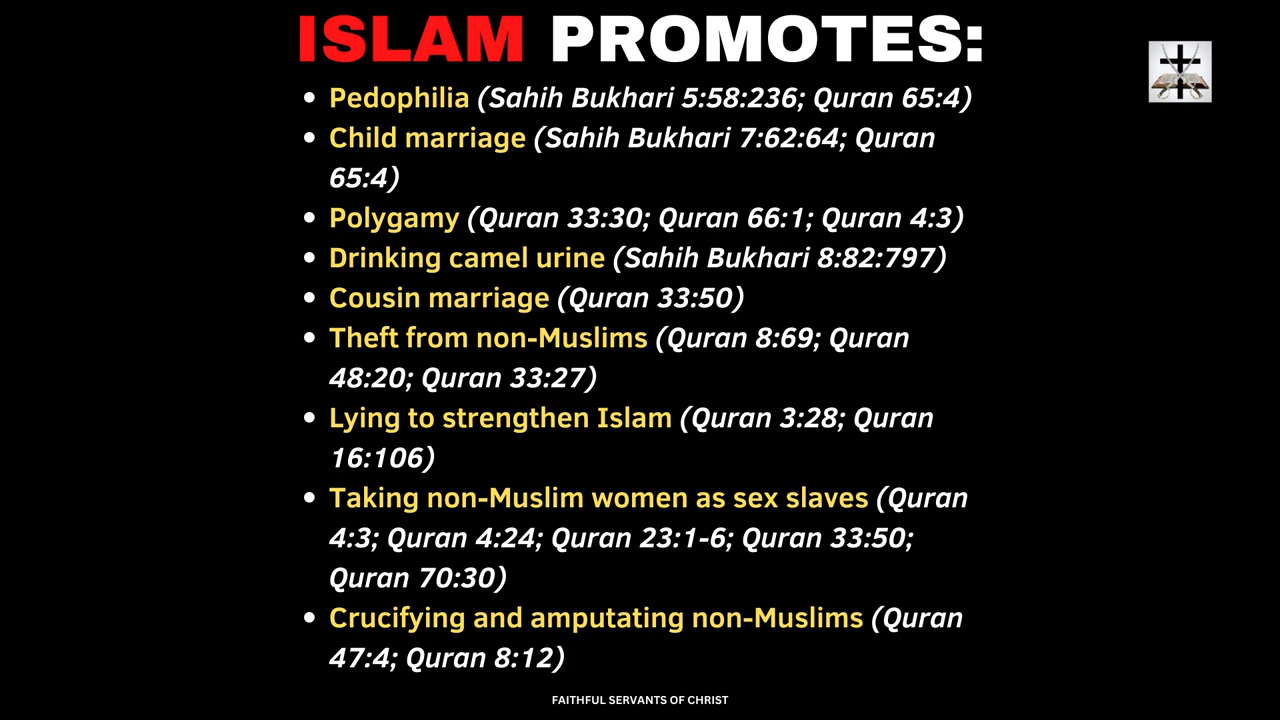 ISLAM PROMOTES:
• Pedophilia (Sahih Bukhari 5:58:236; Quran 65:4)
• Child marriage (Sahih Bukhari 7:62:64; Quran
65:4)
• Polygamy (Quran 33:30; Quran 66:1; Quran 4:3)
• Drinking camel urine (Sahih Bukhari 8:82:797)
• Cousin marriage (Quran 33:50)
• Theft from non-Muslims (Quran 8:69; Quran
48:20; Quran 33:27)
• Lying to strengthen Islam (Quran 3:28; Quran
16:106)
• Taking non-Muslim women as sex slaves (Quran
4:3; Quran 4:24; Quran 23:1-6; Quran 33:50;
Quran 70:30)
• Crucifying and amputating non-Muslims (Quran
47:4; Quran 8:12)
FAITHFUL SERVANTS OF CHRIST